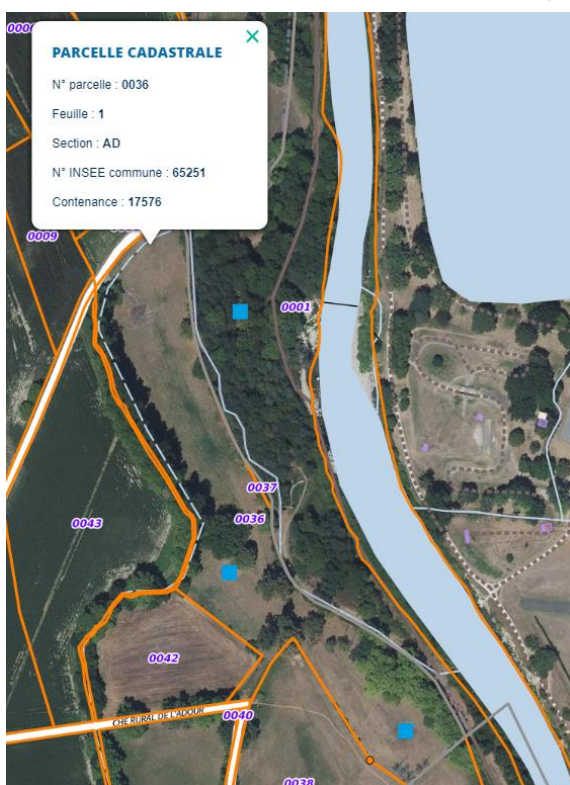 PARCELLE CADASTRALE
N° parcelle : 0036
Feuille : 1
Section : AD
N° INSEE commune : 65251
Contenance : 17576
0009
0001
0037
0036
0043
0042
CHE RURAL DE L'ADOUR
0040
0038